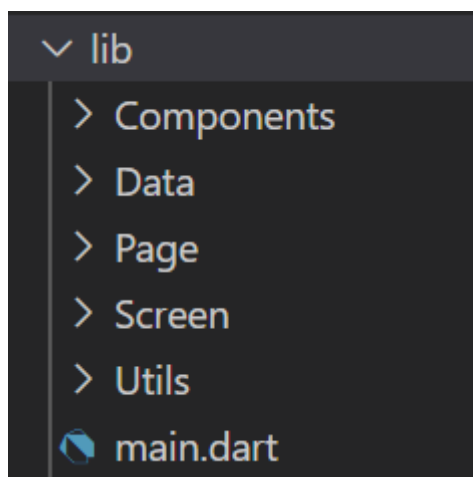 lib
Components
Data
Page
Screen
Utils
main.dart